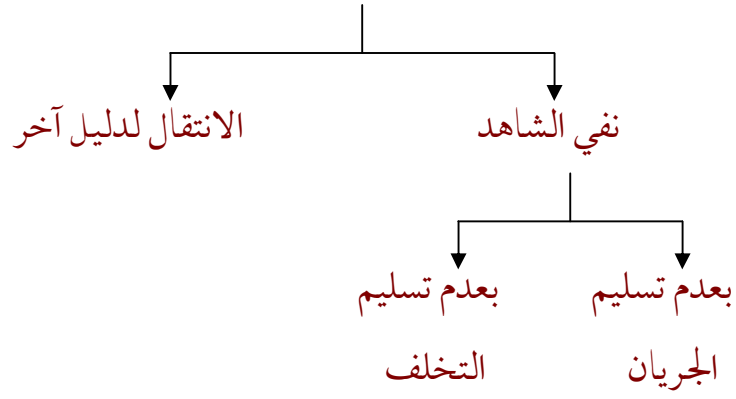 نفي الشاهد
الانتقال لدليل آخر
بعدم تسليم
الجريان
بعدم تسليم
التخلف